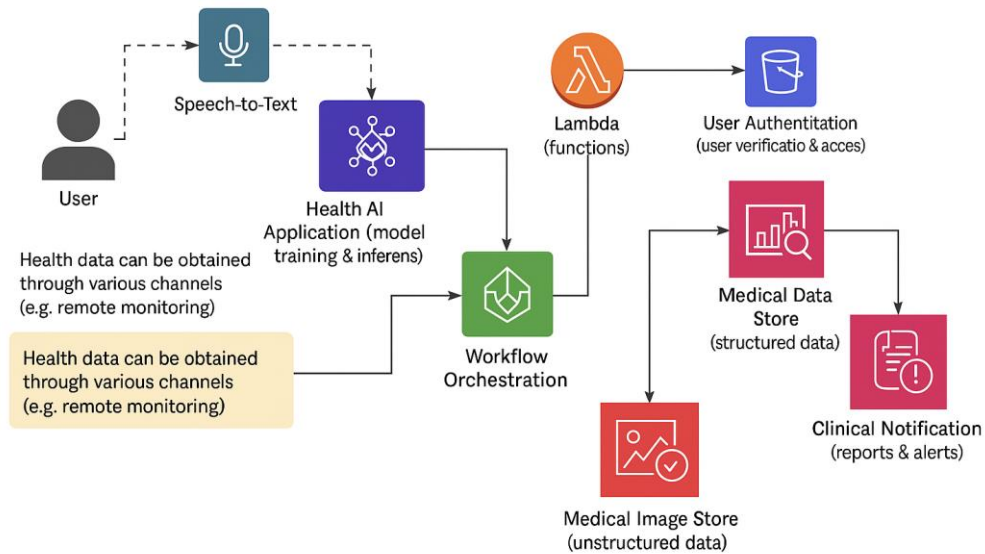 Speech-to-Text
User
Health AI
Application (model
training & inferens)
Health data can be obtained
through various channels
(e.g. remote monitoring)
Health data can be obtained
through various channels
(e.g. remote monitoring)
Workflow
Orchestration
Lambda
(functions)
User Authentitation
(user verificatio & acces)
Medical Data
Store
(structured data)
Clinical Notification
(reports & alerts)
Medical Image Store
(unstructured data)